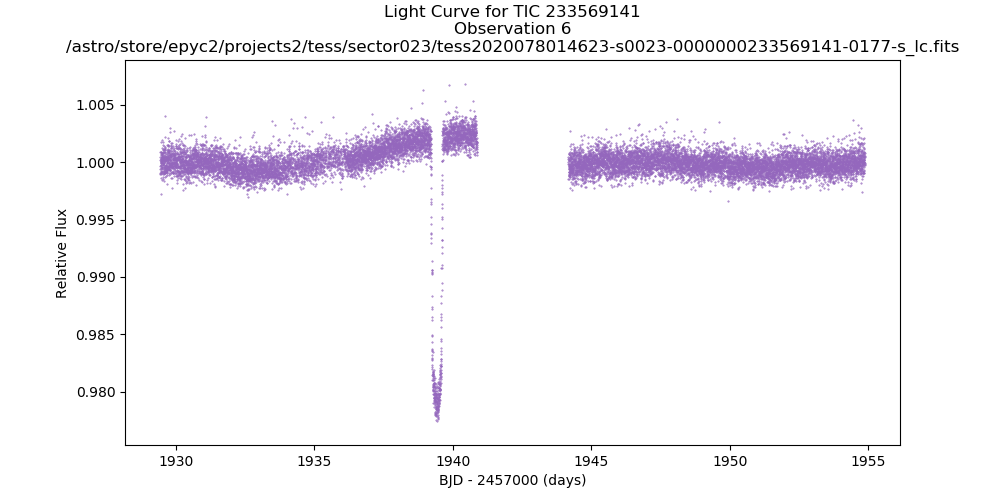 Light Curve for TIC 233569141
Observation 6
/astro/store/epyc2/projects2/tess/sector023/tess2020078014623-s0023-0000000233569141-0177-s_lc.fits
1.005
1.000
0.995
0.990
0.985
0.980
Relative Flux
1930
1935
1940
1945
1950
1955
BJD - 2457000 (days)